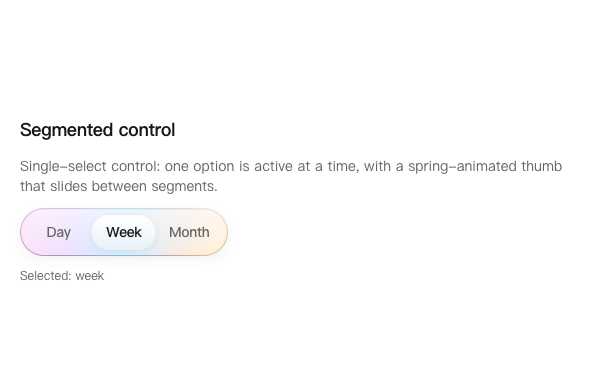 Segmented control
Single-select control: one option is active at a time, with a spring-animated thumb
that slides between segments.
Day Week Month
Selected: week